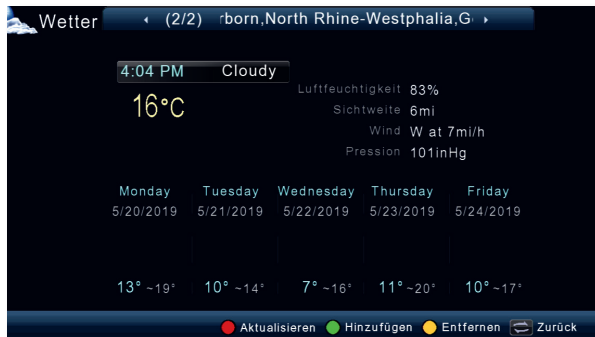 Wetter
(2/2) rborn,North Rhine-Westphalia,G
4:04 PM Cloudy
16°C
Luftfeuchtigkeit 83%
Sichtweite 6mi
Wind W at 7mi/h
Pression 101inHg
Monday Tuesday Wednesday Thursday Friday
5/20/2019 5/21/2019 5/22/2019 5/23/2019 5/24/2019
13° ~19° 10° ~14° 7° ~16° 11° ~20° 10° ~17°
Aktualisieren Hinzufügen Entfernen Zurück